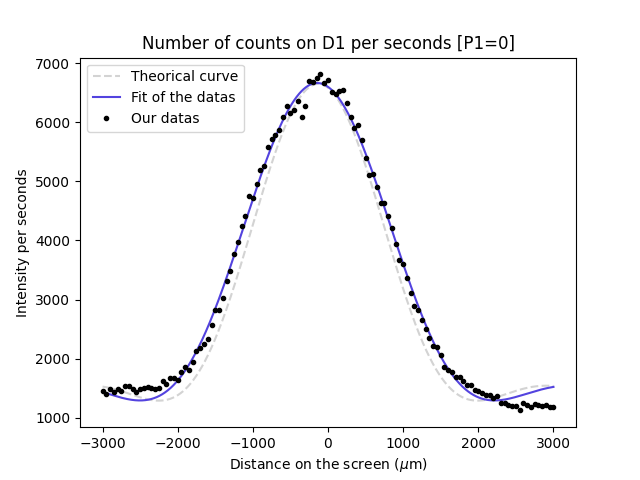 Number of counts on D1 per seconds [P1=0]
Theorical curve
Fit of the datas
Our datas
7000
6000
5000
4000
3000
2000
1000
Intensity per seconds
−3000 −2000 −1000 0 1000 2000 3000
Distance on the screen (μm)